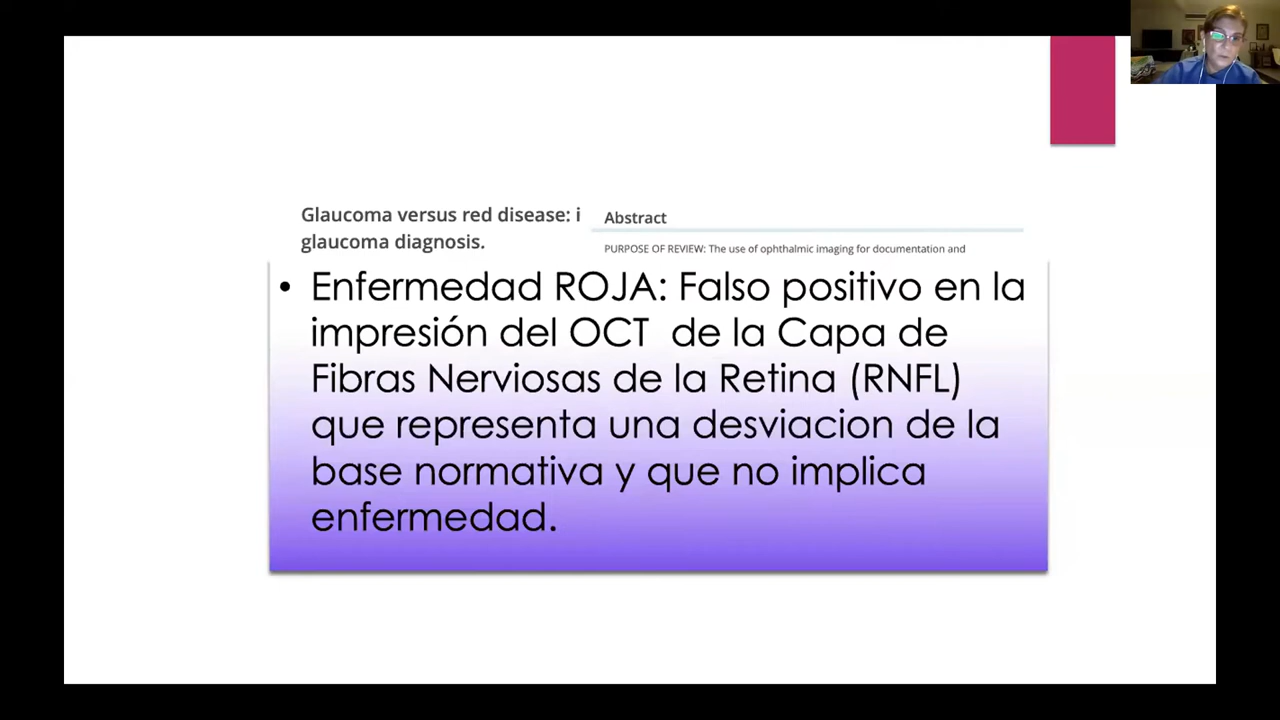 Glaucoma versus red disease: i
glaucoma diagnosis.
Abstract
PURPOSE OF REVIEW: The use of ophthalmic imaging for documentation and
• Enfermedad ROJA: Falso positivo en la
impresión del OCT de la Capa de
Fibras Nerviosas de la Retina (RNFL)
que representa una desviacion de la
base normativa y que no implica
enfermedad.